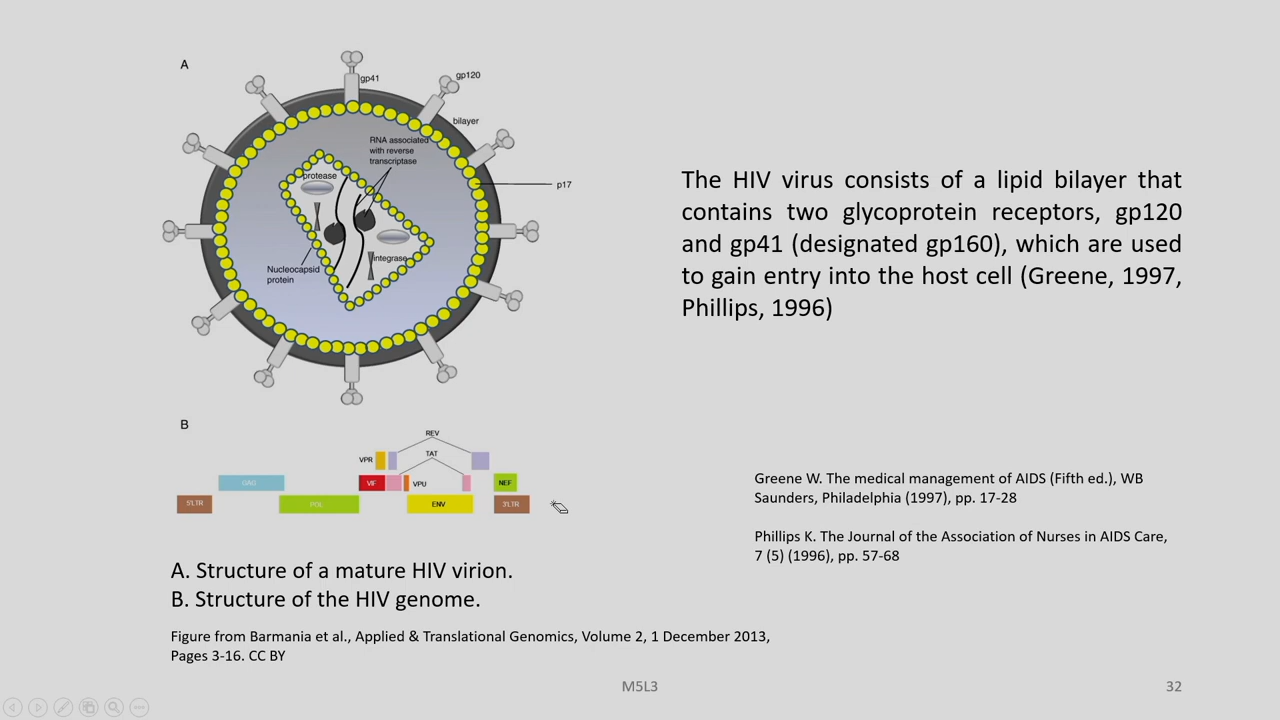 A
gp41
gp120
bilayer
RNA associated
with reverse
transcriptase
protease
p17
integrase
Nucleocapsid
protein
The HIV virus consists of a lipid bilayer that
contains two glycoprotein receptors, gp120
and gp41 (designated gp160), which are used
to gain entry into the host cell (Greene, 1997,
Phillips, 1996)
B
REV
VPR
TAT
GAG
VIF
VPU
NEF
5'LTR
POL
ENV
3'LTR
Greene W. The medical management of AIDS (Fifth ed.), WB
Saunders, Philadelphia (1997), pp. 17-28
Phillips K. The Journal of the Association of Nurses in AIDS Care,
7 (5) (1996), pp. 57-68
A. Structure of a mature HIV virion.
B. Structure of the HIV genome.
Figure from Barmania et al., Applied & Translational Genomics, Volume 2, 1 December 2013,
Pages 3-16. CC BY
M5L3
32